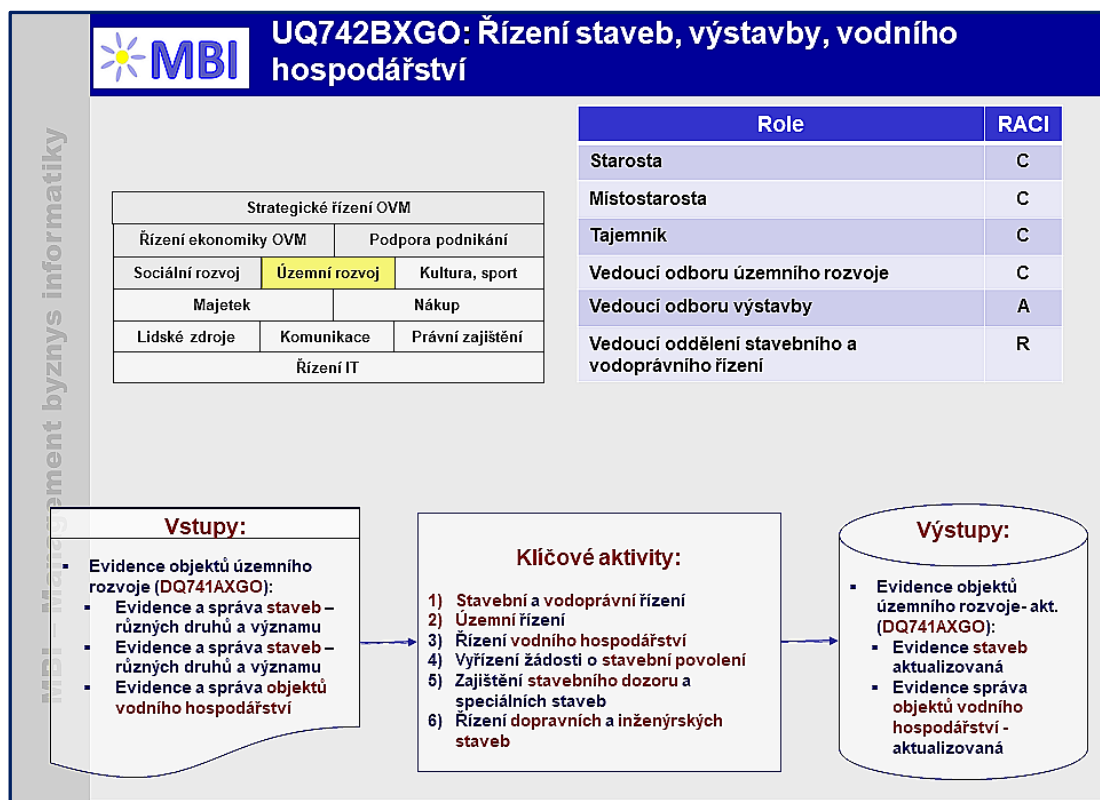 MBI
UQ742BXGO: Řízení staveb, výstavby, vodního
hospodářství
MBI – Management byznys informatiky
Role RACI
Starosta C
Místostarosta C
Tajemník C
Vedoucí odboru územního rozvoje C
Vedoucí odboru výstavby A
Vedoucí oddělení stavebního a
vodoprávního řízení R
Strategické řízení OVM
Řízení ekonomiky OVM Podpora podnikání
Sociální rozvoj Územní rozvoj Kultura, sport
Majetek Nákup
Lidské zdroje Komunikace Právní zajištění
Řízení IT
Vstupy:
▪ Evidence objektů územního
rozvoje (DQ741AXGO):
▪ Evidence a správa staveb –
různých druhů a významu
▪ Evidence a správa staveb –
různých druhů a významu
▪ Evidence a správa objektů
vodního hospodářství
Klíčové aktivity:
1) Stavební a vodoprávní řízení
2) Územní řízení
3) Řízení vodního hospodářství
4) Vyřízení žádosti o stavební povolení
5) Zajištění stavebního dozoru a
speciálních staveb
6) Řízení dopravních a inženýrských
staveb
Výstupy:
▪ Evidence objektů
územního rozvoje- akt.
(DQ741AXGO):
▪ Evidence staveb
aktualizovaná
▪ Evidence správa
objektů vodního
hospodářství -
aktualizovaná